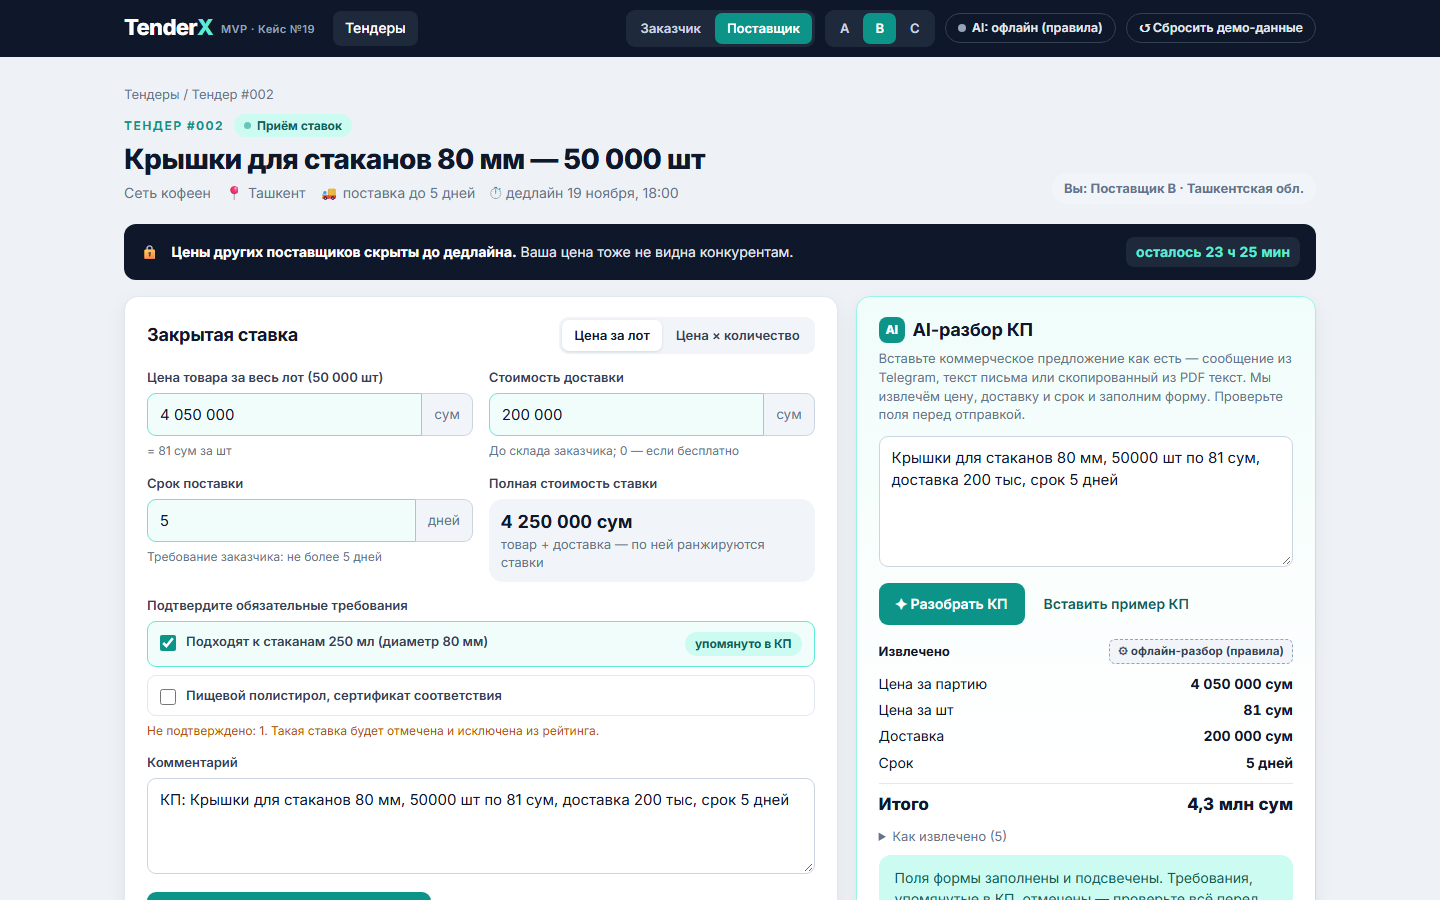 TenderX MVP · Кейс №19 Тендеры Заказчик Поставщик A B C AI: офлайн (правила) ↺ Сбросить демо-данные
Тендеры / Тендер #002
ТЕНДЕР #002 Приём ставок
Крышки для стаканов 80 мм — 50 000 шт
Сеть кофеен 📍 Ташкент 🚚 поставка до 5 дней ⏱ дедлайн 19 ноября, 18:00
Вы: Поставщик B · Ташкентская обл.
🔒 Цены других поставщиков скрыты до дедлайна. Ваша цена тоже не видна конкурентам. осталось 23 ч 25 мин
Закрытая ставка Цена за лот Цена × количество
Цена товара за весь лот (50 000 шт) Стоимость доставки
4 050 000 сум 200 000 сум
= 81 сум за шт До склада заказчика; 0 — если бесплатно
Срок поставки Полная стоимость ставки
5 дней 4 250 000 сум
товар + доставка — по ней ранжируются
ставки
Требование заказчика: не более 5 дней
Подтвердите обязательные требования
Подходят к стаканам 250 мл (диаметр 80 мм) упомянуто в КП
Пищевой полистирол, сертификат соответствия
Не подтверждено: 1. Такая ставка будет отмечена и исключена из рейтинга.
Комментарий
КП: Крышки для стаканов 80 мм, 50000 шт по 81 сум, доставка 200 тыс, срок 5 дней
AI AI-разбор КП
Вставьте коммерческое предложение как есть — сообщение из
Telegram, текст письма или скопированный из PDF текст. Мы
извлечём цену, доставку и срок и заполним форму. Проверьте
поля перед отправкой.
Крышки для стаканов 80 мм, 50000 шт по 81 сум,
доставка 200 тыс, срок 5 дней
✦ Разобрать КП Вставить пример КП
Извлечено ⚙ офлайн-разбор (правила)
Цена за партию 4 050 000 сум
Цена за шт 81 сум
Доставка 200 000 сум
Срок 5 дней
Итого 4,3 млн сум
▶ Как извлечено (5)
Поля формы заполнены и подсвечены. Требования,
упомянутые в КП, отмечены — проверьте всё перед